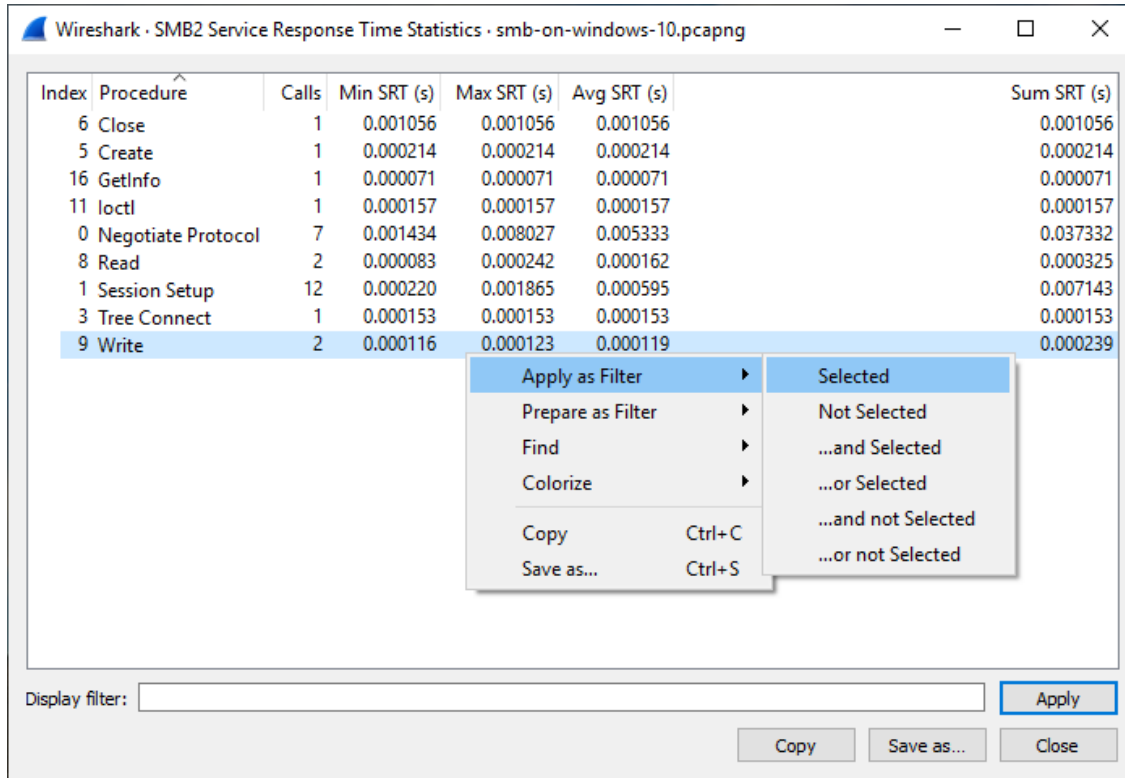 Wireshark · SMB2 Service Response Time Statistics · smb-on-windows-10.pcapng
Index Procedure Calls Min SRT (s) Max SRT (s) Avg SRT (s) Sum SRT (s)
6 Close 1 0.001056 0.001056 0.001056 0.001056
5 Create 1 0.000214 0.000214 0.000214 0.000214
16 GetInfo 1 0.000071 0.000071 0.000071 0.000071
11 Ioctl 1 0.000157 0.000157 0.000157 0.000157
0 Negotiate Protocol 7 0.001434 0.008027 0.005333 0.037332
8 Read 2 0.000083 0.000242 0.000162 0.000325
1 Session Setup 12 0.000220 0.001865 0.000595 0.007143
3 Tree Connect 1 0.000153 0.000153 0.000153 0.000153
9 Write 2 0.000116 0.000123 0.000119 0.000239
Apply as Filter
Prepare as Filter
Find
Colorize
Copy Ctrl+C
Save as... Ctrl+S
Selected
Not Selected
...and Selected
...or Selected
...and not Selected
...or not Selected
Display filter:
Apply
Copy
Save as...
Close